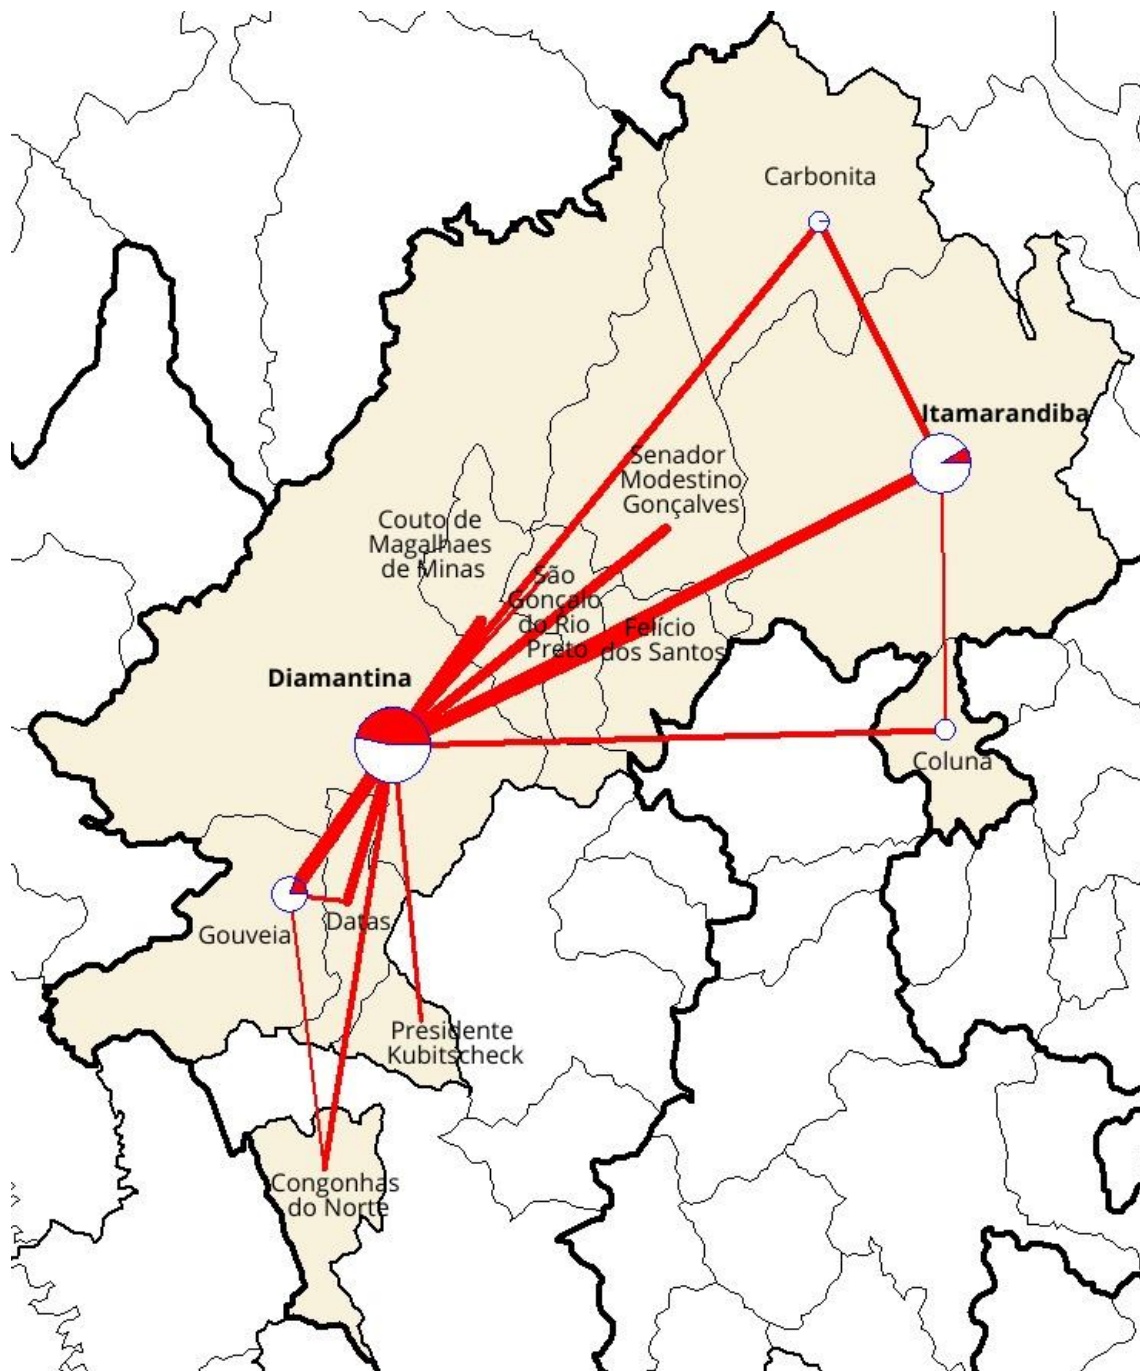 Carbonita
Itamarandiba
Senador
Modestino
Gonçalves
Couto de
Magalhaes
de Minas
São
Gonçalo
do Rio
Preto
Felício
dos Santos
Diamantina
Coluna
Datas
Gouveia
Presidente
Kubitscheck
Congonhas
do Norte